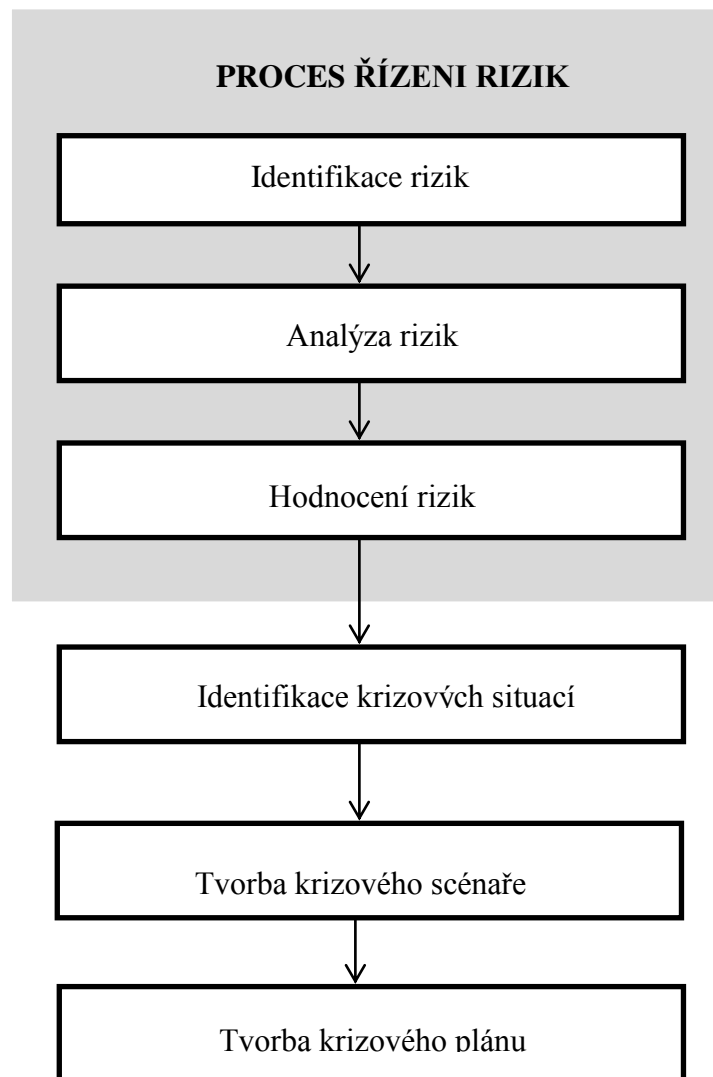 PROCES ŘÍZENI RIZIK
Identifikace rizik
Analýza rizik
Hodnocení rizik
Identifikace krizových situací
Tvorba krizového scénaře
Tvorba krizového plánu